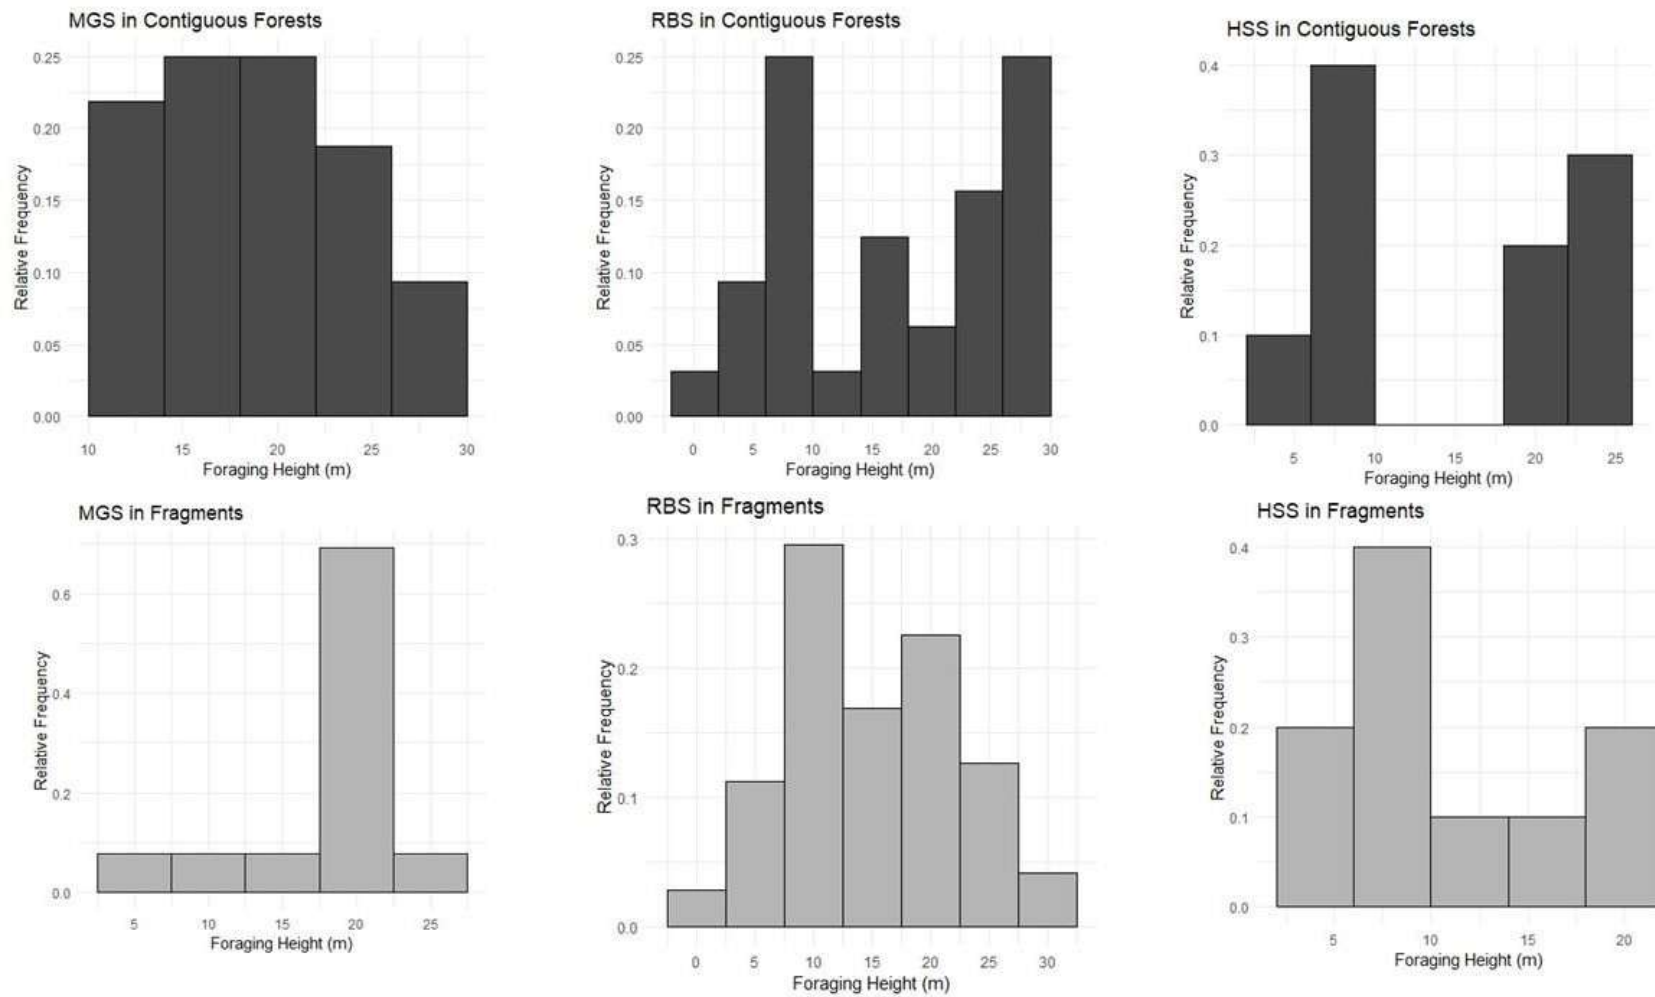 MGS in Contiguous Forests
Relative Frequency
0.25
0.20
0.15
0.10
0.05
0.00
10 15 20 25 30
Foraging Height (m)
RBS in Contiguous Forests
Relative Frequency
0.25
0.20
0.15
0.10
0.05
0.00
0 5 10 15 20 25 30
Foraging Height (m)
HSS in Contiguous Forests
Relative Frequency
0.4
0.3
0.2
0.1
0.0
5 10 15 20 25
Foraging Height (m)
MGS in Fragments
Relative Frequency
0.6
0.4
0.2
0.0
5 10 15 20 25
Foraging Height (m)
RBS in Fragments
Relative Frequency
0.3
0.2
0.1
0.0
0 5 10 15 20 25 30
Foraging Height (m)
HSS in Fragments
Relative Frequency
0.4
0.3
0.2
0.1
0.0
5 10 15 20
Foraging Height (m)